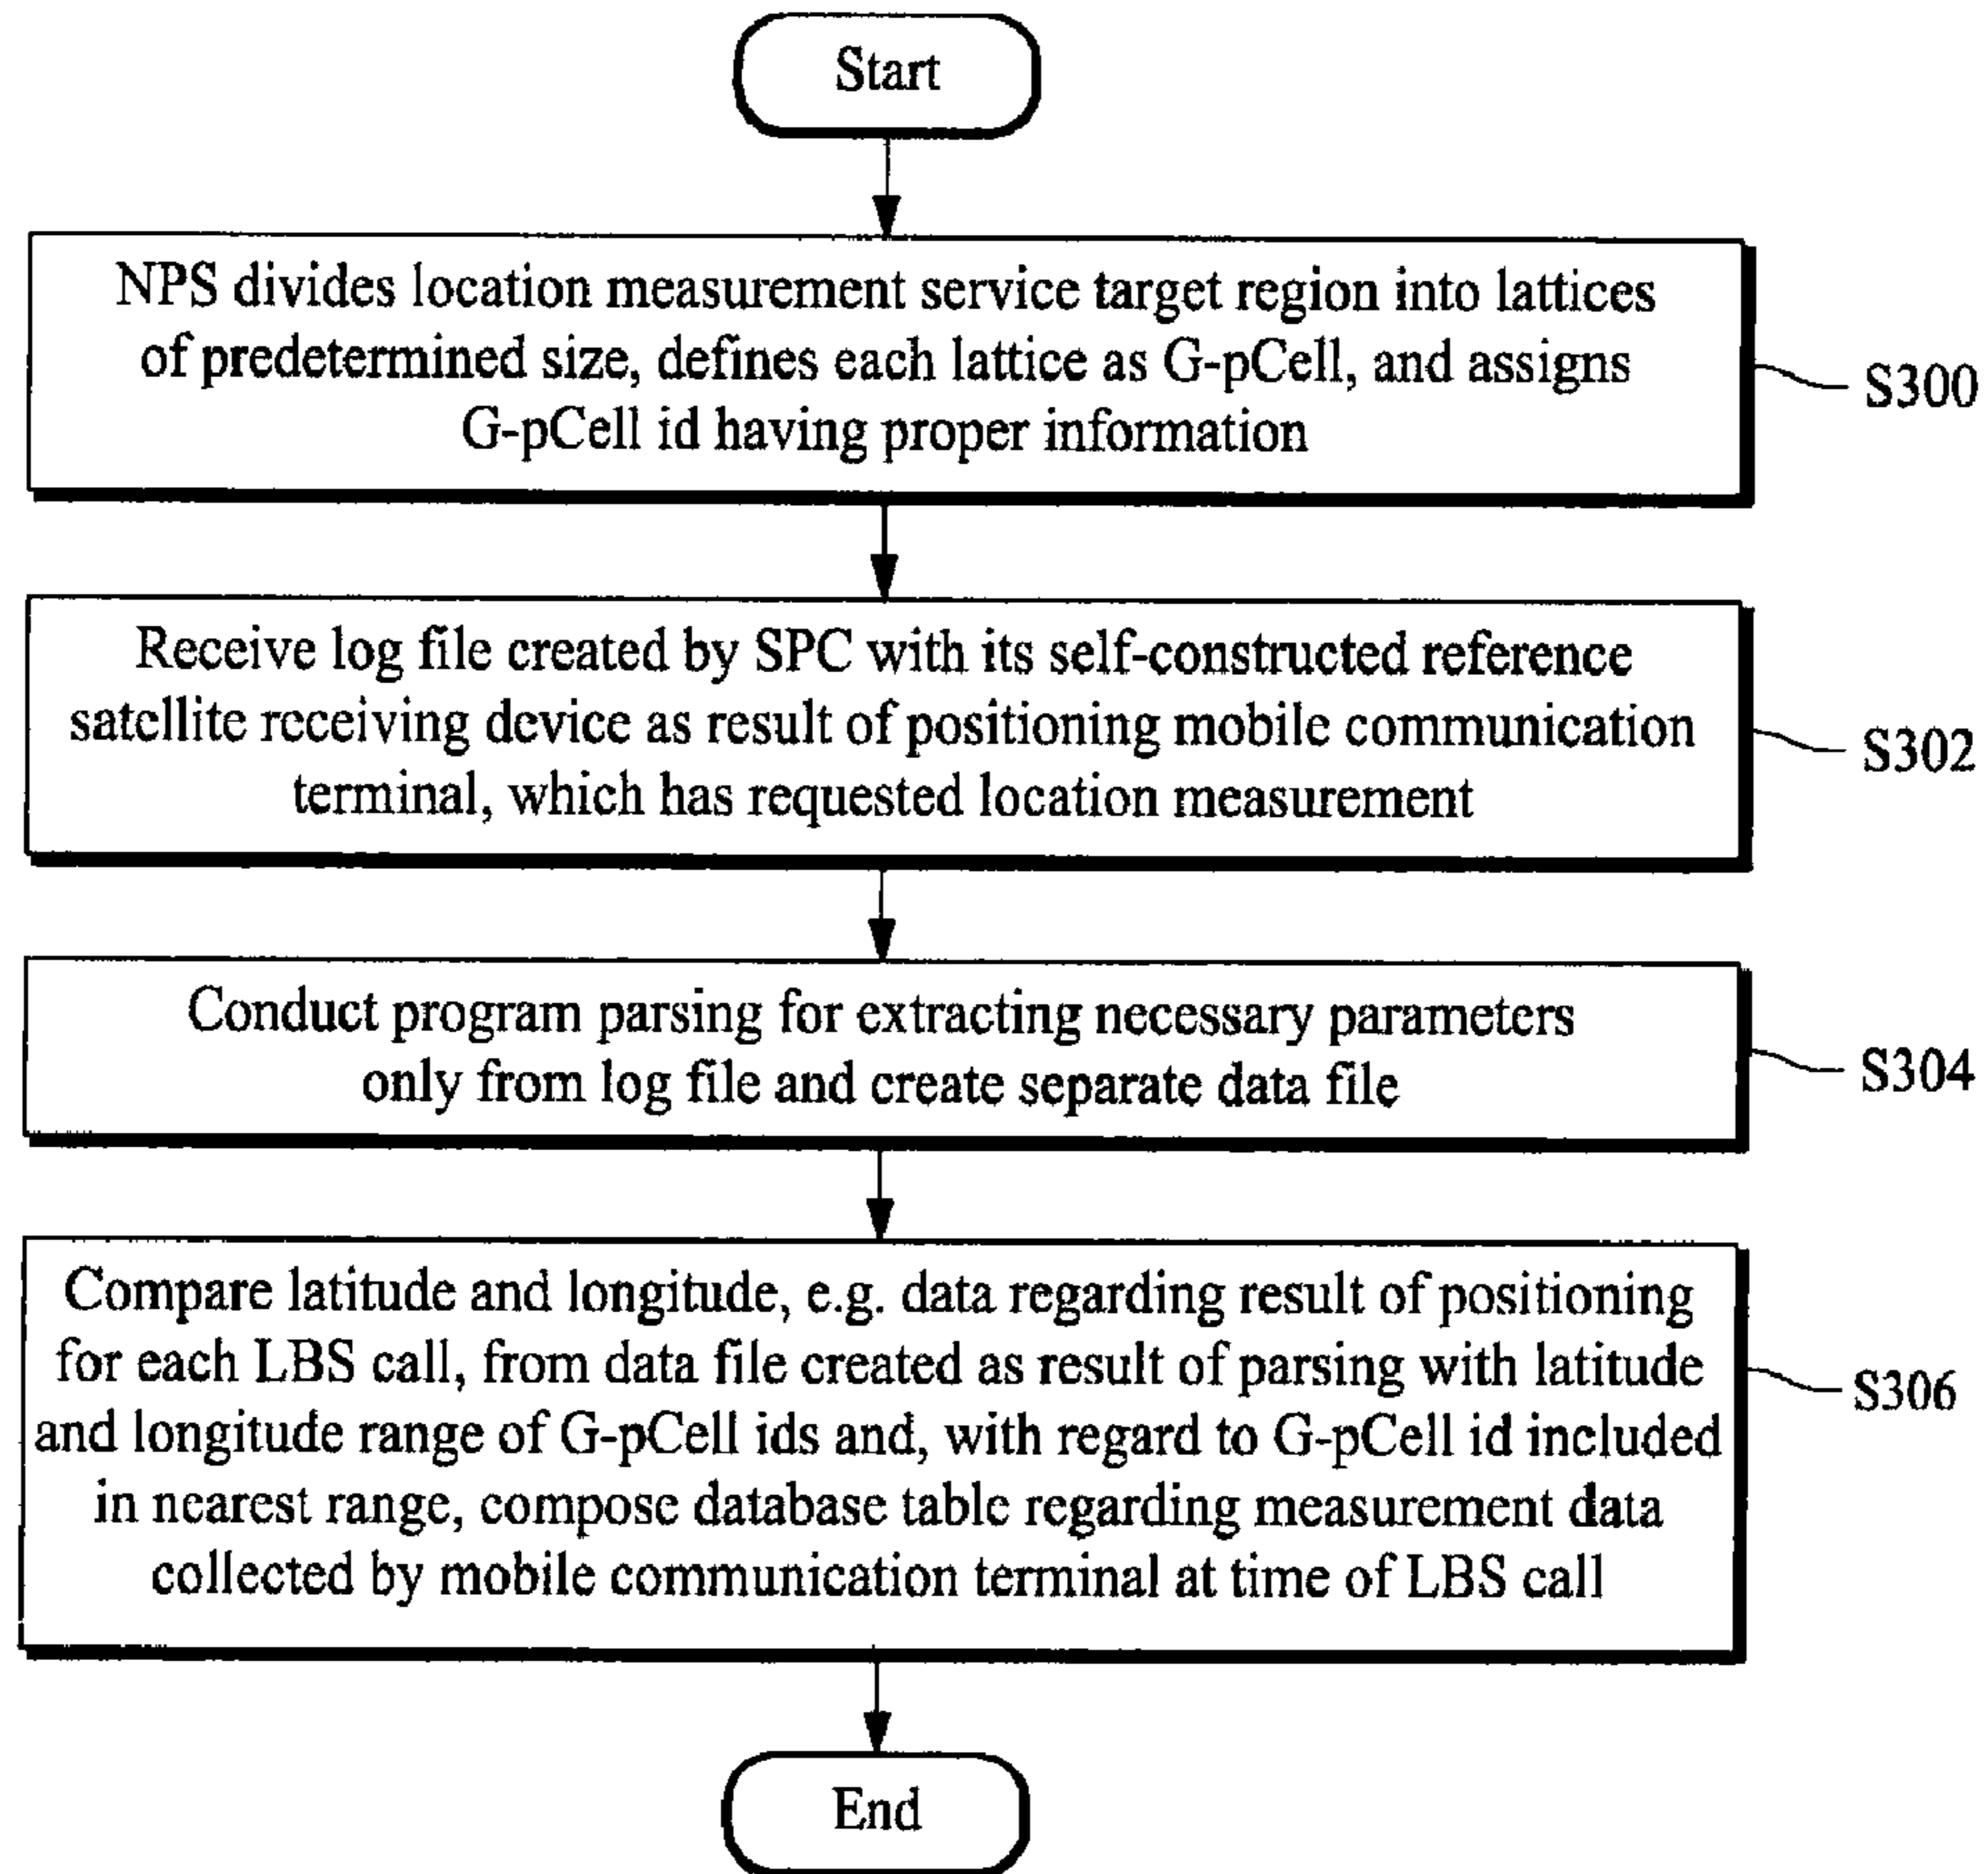 Start
NPS divides location measurement service target region into lattices
of predetermined size, defines each lattice as G-pCell, and assigns
G-pCell id having proper information
S300
Receive log file created by SPC with its self-constructed reference
satellite receiving device as result of positioning mobile communication
terminal, which has requested location measurement
S302
Conduct program parsing for extracting necessary parameters
only from log file and create separate data file
S304
Compare latitude and longitude, e.g. data regarding result of positioning
for each LBS call, from data file created as result of parsing with latitude
and longitude range of G-pCell ids and, with regard to G-pCell id included
in nearest range, compose database table regarding measurement data
collected by mobile communication terminal at time of LBS call
S306
End